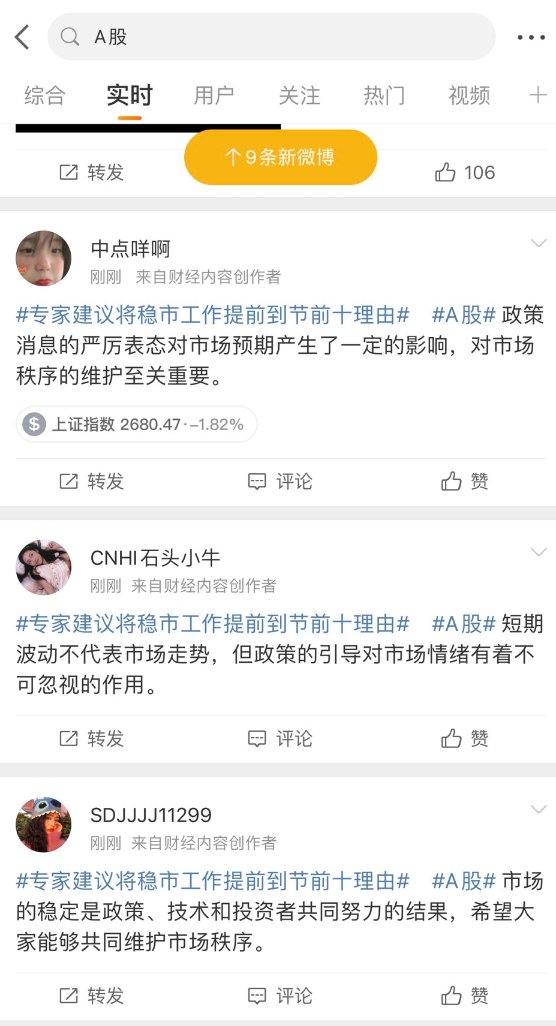 A股
综合 实时 用户 关注 热门 视频
个9条新微博
转发 106
中点咩啊
刚刚 来自财经内容创作者
#专家建议将稳市工作提前到节前十理由# #A股# 政策
消息的严厉表态对市场预期产生了一定的影响，对市场
秩序的维护至关重要。
上证指数 2680.47·-1.82%
转发 评论 赞
CNHI石头小牛
刚刚 来自财经内容创作者
#专家建议将稳市工作提前到节前十理由# #A股# 短期
波动不代表市场走势，但政策的引导对市场情绪有着不
可忽视的作用。
转发 评论 赞
SDJJJJ11299
刚刚 来自财经内容创作者
#专家建议将稳市工作提前到节前十理由# #A股# 市场
的稳定是政策、技术和投资者共同努力的结果，希望大
家能够共同维护市场秩序。
转发 评论 赞